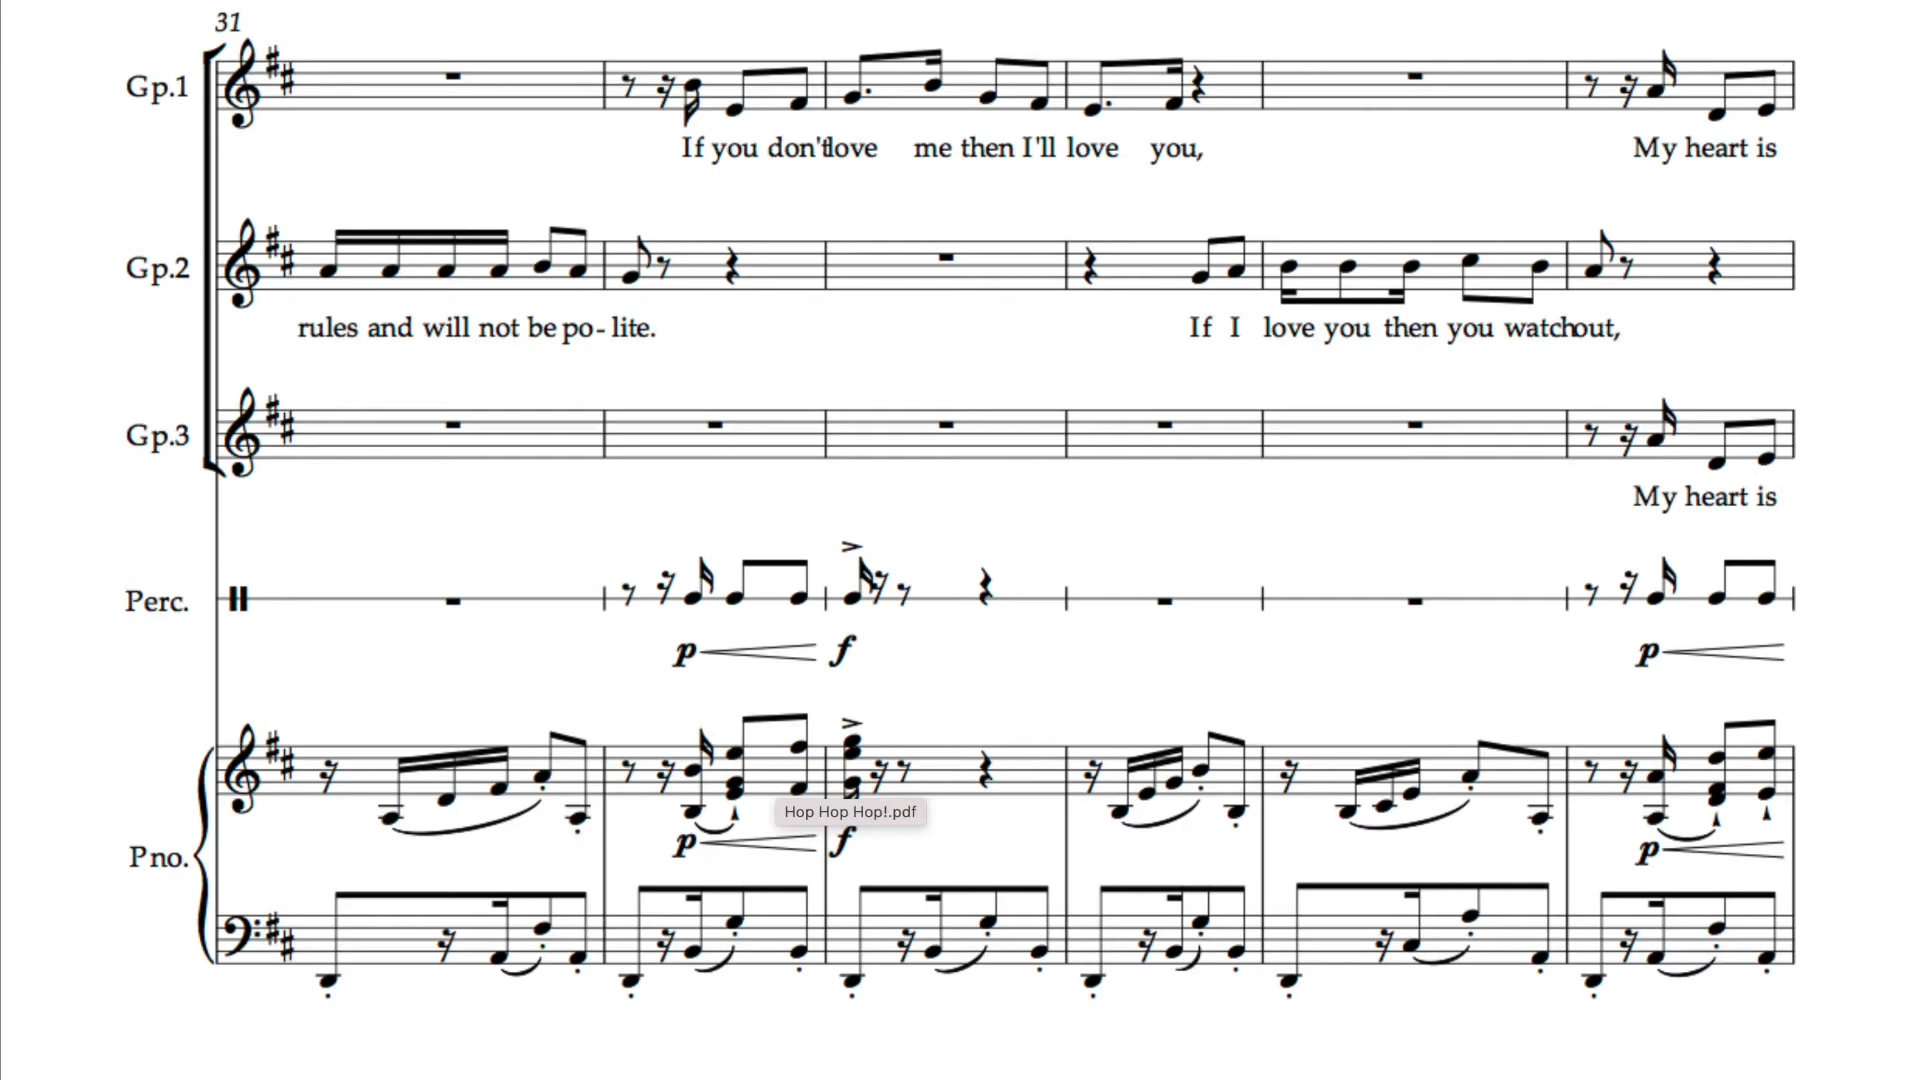 31
Gp.1
If you don't love me then I'll love you, My heart is
Gp.2
rules and will not be po - lite. If I love you then you watch out,
Gp.3
My heart is
Perc.
p f p
Hop Hop Hop!.pdf
p f p
Pno.